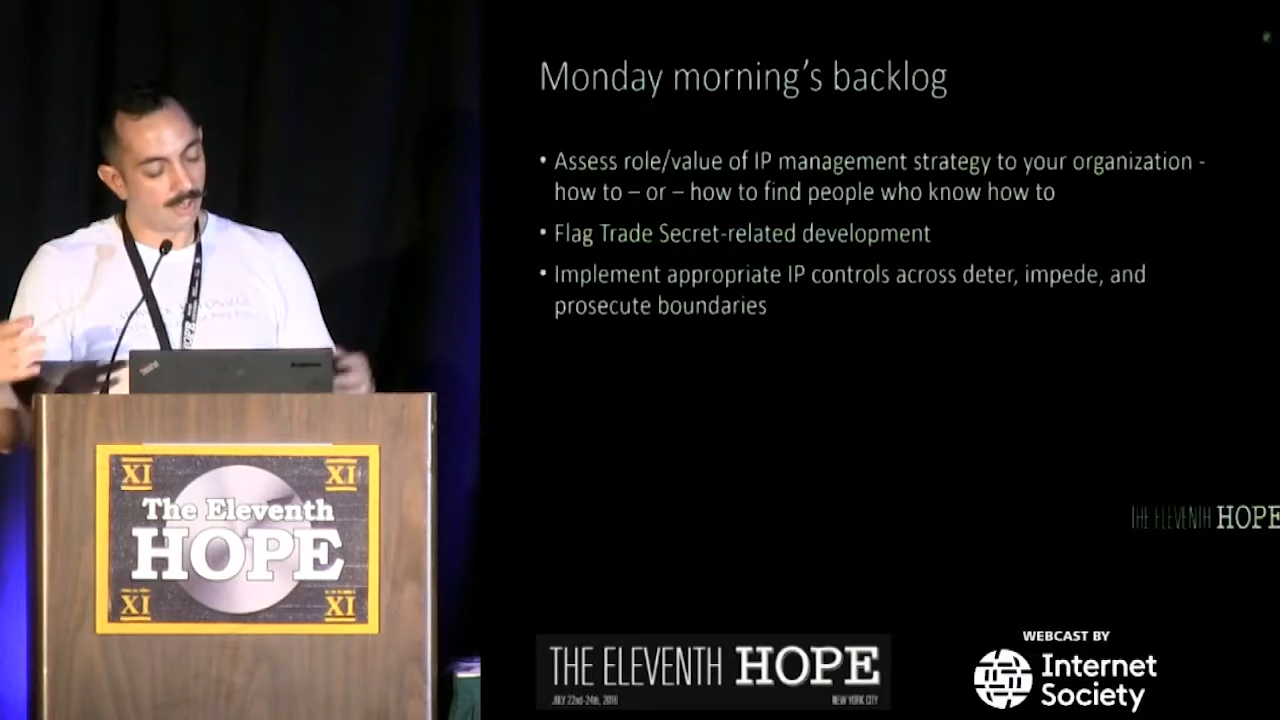 Monday morning's backlog
• Assess role/value of IP management strategy to your organization -
how to – or – how to find people who know how to
• Flag Trade Secret-related development
• Implement appropriate IP controls across deter, impede, and
prosecute boundaries
THE ELEVENTH HOPE
XI XI
The Eleventh
HOPE
XI XI
THE ELEVENTH HOPE
JULY 22nd-24th, 2016 NEW YORK CITY
WEBCAST BY
Internet
Society